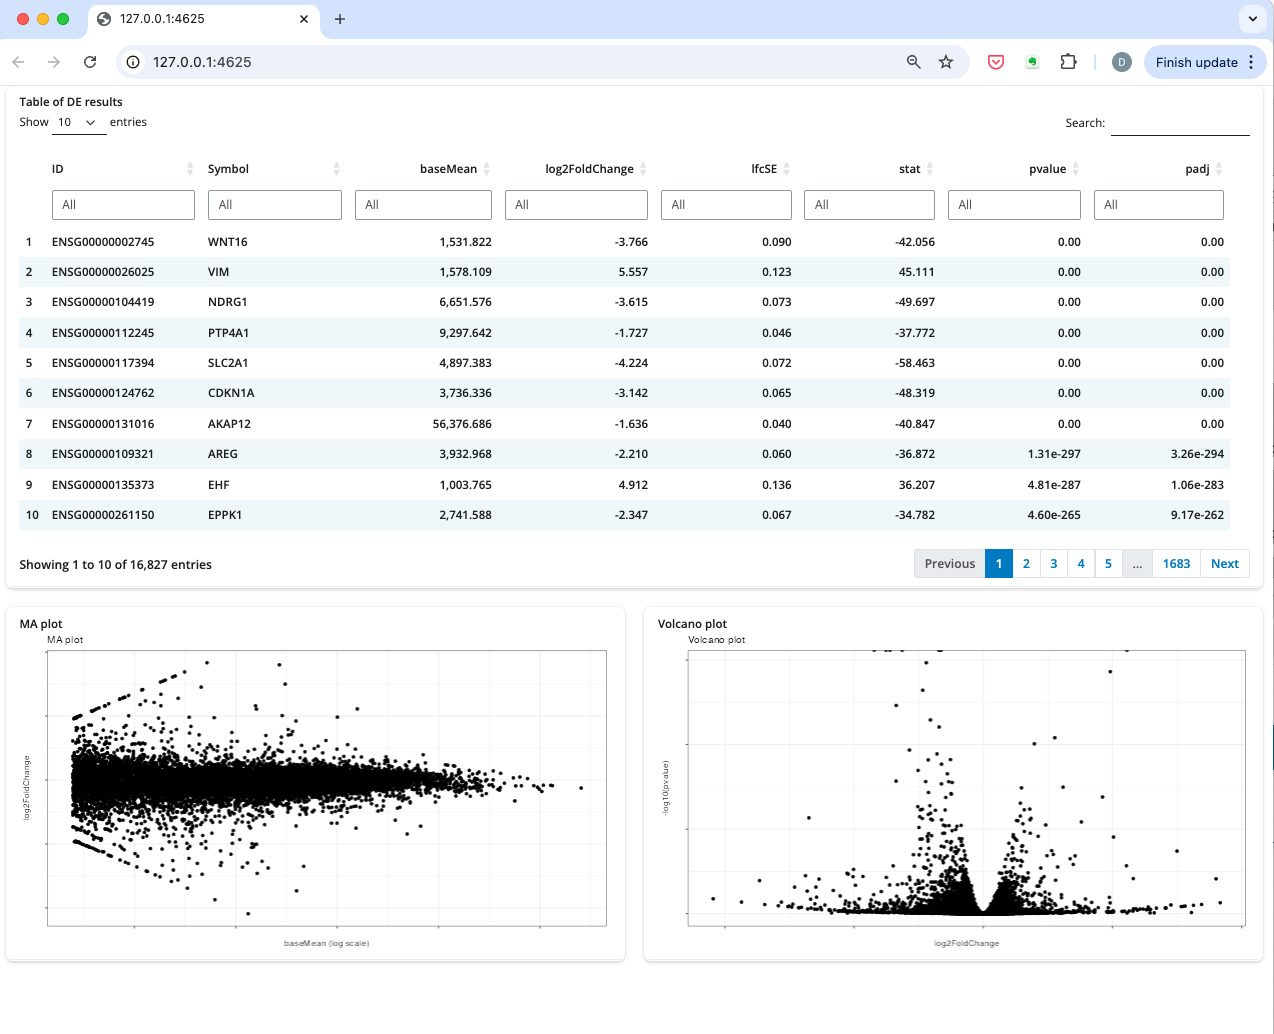 127.0.0.1:4625
127.0.0.1:4625
D
Finish update
Table of DE results
Show 10 entries
Search:
ID Symbol baseMean log2FoldChange lfcSE stat pvalue padj
All All All All All All All All
1 ENSG00000002745 WNT16 1,531.822 -3.766 0.090 -42.056 0.00 0.00
2 ENSG00000026025 VIM 1,578.109 5.557 0.123 45.111 0.00 0.00
3 ENSG00000104419 NDRG1 6,651.576 -3.615 0.073 -49.697 0.00 0.00
4 ENSG00000112245 PTP4A1 9,297.642 -1.727 0.046 -37.772 0.00 0.00
5 ENSG00000117394 SLC2A1 4,897.383 -4.224 0.072 -58.463 0.00 0.00
6 ENSG00000124762 CDKN1A 3,736.336 -3.142 0.065 -48.319 0.00 0.00
7 ENSG00000131016 AKAP12 56,376.686 -1.636 0.040 -40.847 0.00 0.00
8 ENSG00000109321 AREG 3,932.968 -2.210 0.060 -36.872 1.31e-297 3.26e-294
9 ENSG00000135373 EHF 1,003.765 4.912 0.136 36.207 4.81e-287 1.06e-283
10 ENSG00000261150 EPPK1 2,741.588 -2.347 0.067 -34.782 4.60e-265 9.17e-262
Showing 1 to 10 of 16,827 entries
Previous 1 2 3 4 5 ... 1683 Next
MA plot
MA plot
log2FoldChange
baseMean (log scale)
Volcano plot
Volcano plot
-log10(pvalue)
log2FoldChange